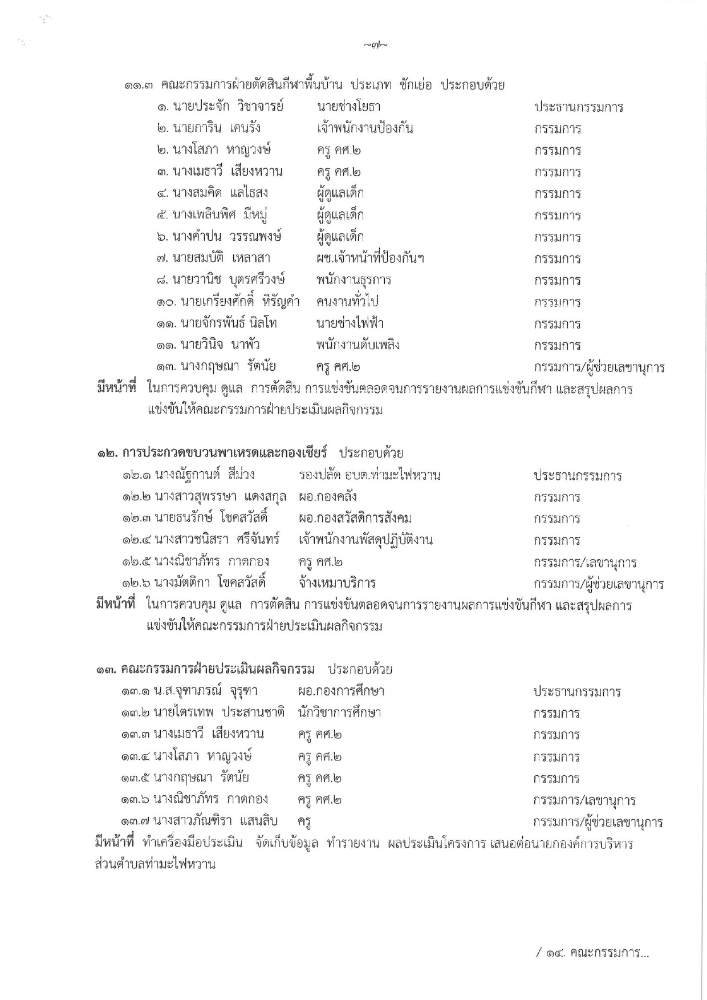 ~๗~
๑๑.๓ คณะกรรมการฝ่ายตัดสินกีฬาพื้นบ้าน ประเภท ชักเย่อ ประกอบด้วย
๑. นายประจัก วิชาจารย์ นายช่างโยธา ประธานกรรมการ
๒. นายการิน เคนรัง เจ้าพนักงานป้องกัน กรรมการ
๒. นางโสภา หาญวงษ์ ครู คศ.๒ กรรมการ
๓. นางเมธาวี เสียงหวาน ครู คศ.๒ กรรมการ
๔. นางสมคิด แลไธสง ผู้ดูแลเด็ก กรรมการ
๕. นางเพลินพิศ มีหมู่ ผู้ดูแลเด็ก กรรมการ
๖. นางคำปน วรรณพงษ์ ผู้ดูแลเด็ก กรรมการ
๗. นายสมบัติ เหลาสา ผช.เจ้าหน้าที่ป้องกันฯ กรรมการ
๘. นายวานิช บุตรศรีวงษ์ พนักงานธุรการ กรรมการ
๑๐. นายเกรียงศักดิ์ หิรัญคำ คนงานทั่วไป กรรมการ
๑๑. นายจักรพันธ์ นิลโท นายช่างไฟฟ้า กรรมการ
๑๑. นายวินิจ นาพัว พนักงานดับเพลิง กรรมการ
๑๓. นางกฤษณา รัตนัย ครู คศ.๒ กรรมการ/ผู้ช่วยเลขานุการ
มีหน้าที่ ในการควบคุม ดูแล การตัดสิน การแข่งขันตลอดจนการรายงานผลการแข่งขันกีฬา และสรุปผลการ
แข่งขันให้คณะกรรมการฝ่ายประเมินผลกิจกรรม
๑๒. การประกวดขบวนพาเหรดและกองเชียร์ ประกอบด้วย
๑๒.๑ นางณัฐกานต์ สีม่วง รองปลัด อบต.ท่ามะไฟหวาน ประธานกรรมการ
๑๒.๒ นางสาวสุพรรษา แดงสกุล ผอ.กองคลัง กรรมการ
๑๒.๓ นายธนรักษ์ โชคสวัสดิ์ ผอ.กองสวัสดิการสังคม กรรมการ
๑๒.๔ นางสาวชนิสรา ศรีจันทร์ เจ้าพนักงานพัสดุปฏิบัติงาน กรรมการ
๑๒.๕ นางณิชาภัทร กาดกอง ครู คศ.๒ กรรมการ/เลขานุการ
๑๒.๖ นางมัตติกา โชคสวัสดิ์ จ้างเหมาบริการ กรรมการ/ผู้ช่วยเลขานุการ
มีหน้าที่ ในการควบคุม ดูแล การตัดสิน การแข่งขันตลอดจนการรายงานผลการแข่งขันกีฬา และสรุปผลการ
แข่งขันให้คณะกรรมการฝ่ายประเมินผลกิจกรรม
๑๓. คณะกรรมการฝ่ายประเมินผลกิจกรรม ประกอบด้วย
๑๓.๑ น.ส.จุฑาภรณ์ จุรุฑา ผอ.กองการศึกษา ประธานกรรมการ
๑๓.๒ นายไตรเทพ ประสานชาติ นักวิชาการศึกษา กรรมการ
๑๓.๓ นางเมธาวี เสียงหวาน ครู คศ.๒ กรรมการ
๑๓.๔ นางโสภา หาญวงษ์ ครู คศ.๒ กรรมการ
๑๓.๕ นางกฤษณา รัตนัย ครู คศ.๒ กรรมการ
๑๓.๖ นางณิชาภัทร กาดกอง ครู คศ.๒ กรรมการ/เลขานุการ
๑๓.๗ นางสาวภัณฑิรา แสนสิบ ครู กรรมการ/ผู้ช่วยเลขานุการ
มีหน้าที่ ทำเครื่องมือประเมิน จัดเก็บข้อมูล ทำรายงาน ผลประเมินโครงการ เสนอต่อนายกองค์การบริหาร
ส่วนตำบลท่ามะไฟหวาน
/ ๑๔. คณะกรรมการ...